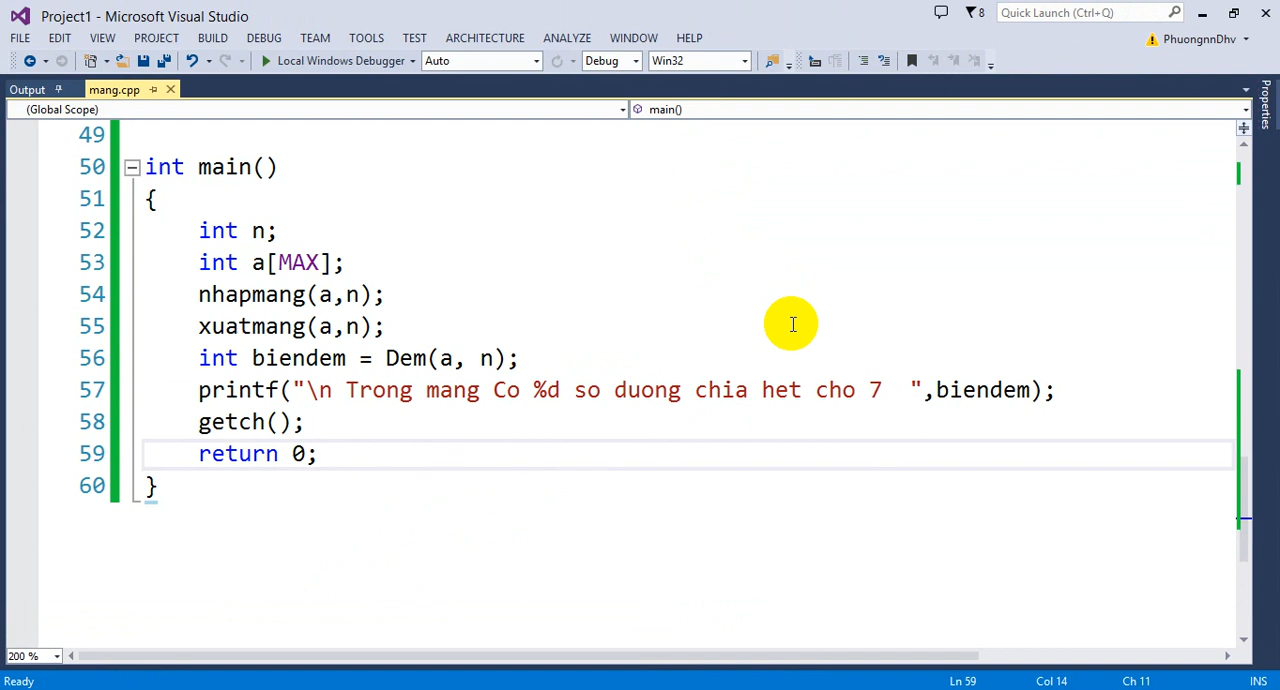 Project1 - Microsoft Visual Studio
8
Quick Launch (Ctrl+Q)
FILE EDIT VIEW PROJECT BUILD DEBUG TEAM TOOLS TEST ARCHITECTURE ANALYZE WINDOW HELP
PhuongnnDhv
Local Windows Debugger Auto Debug Win32
Output mang.cpp
Properties
(Global Scope) main()
49
50 int main()
51 {
52 int n;
53 int a[MAX];
54 nhapmang(a,n);
55 xuatmang(a,n);
56 int biendem = Dem(a, n);
57 printf("\n Trong mang Co %d so duong chia het cho 7  ",biendem);
58 getch();
59 return 0;
60 }
200 %
Ready Ln 59 Col 14 Ch 11 INS